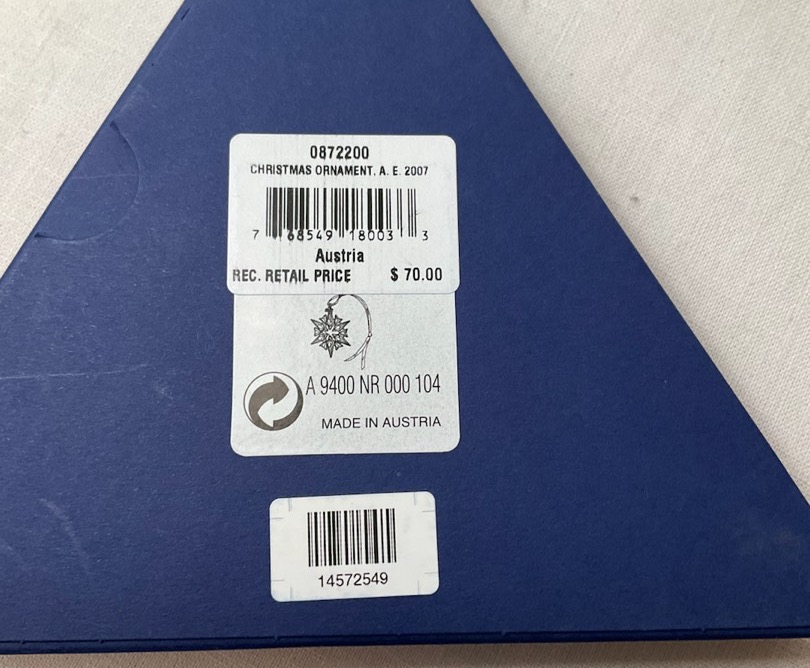 0872200
CHRISTMAS ORNAMENT. A. E. 2007
7 68549 18003 3
Austria
REC. RETAIL PRICE $ 70.00
A 9400 NR 000 104
MADE IN AUSTRIA
14572549